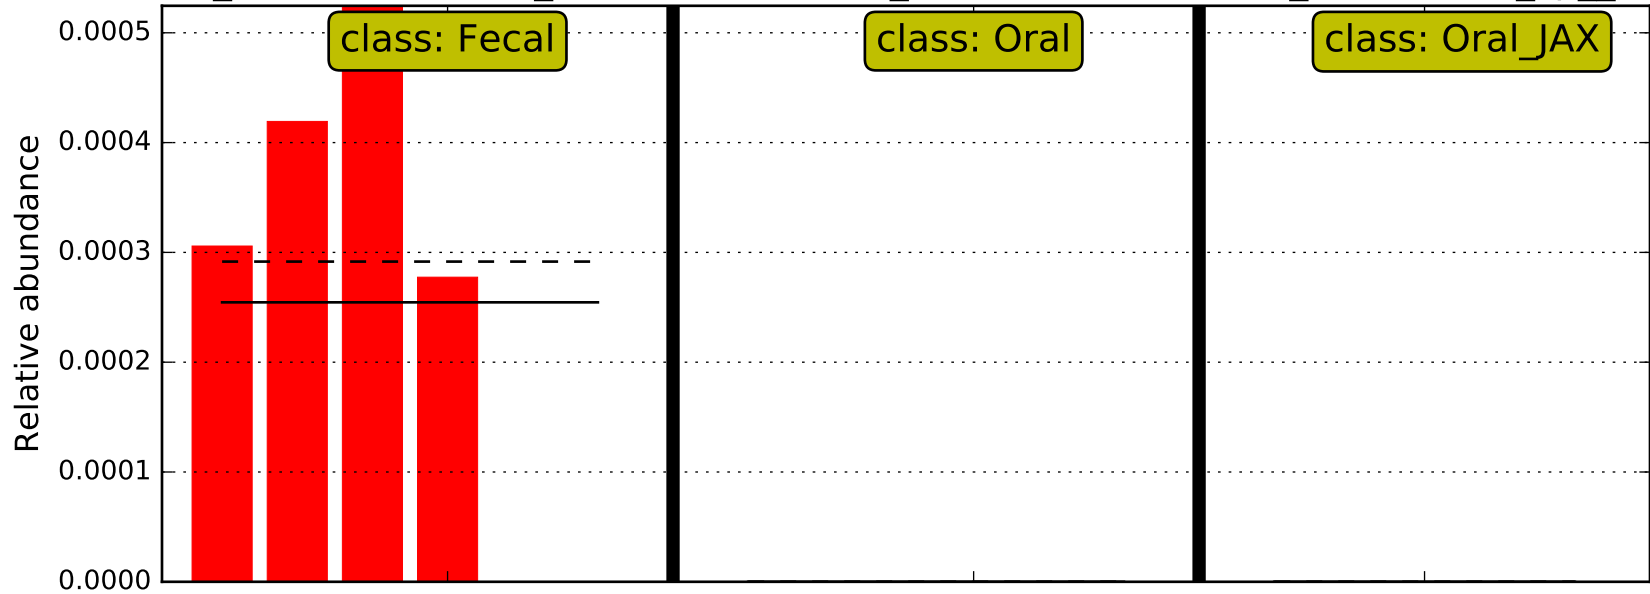 class: Fecal
class: Oral
class: Oral_JAX
0.0005
0.0004
0.0003
0.0002
0.0001
0.0000
Relative abundance